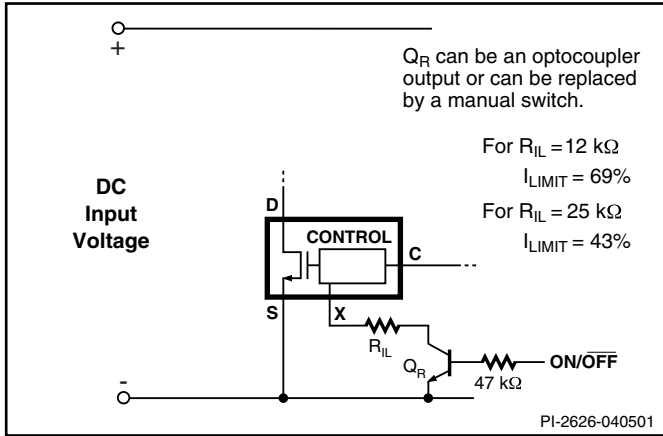 +
Q_R can be an optocoupler
output or can be replaced
by a manual switch.
For R_IL = 12 kΩ
I_LIMIT = 69%
For R_IL = 25 kΩ
I_LIMIT = 43%
DC
Input
Voltage
D
CONTROL
C
S
X
R_IL
Q_R
47 kΩ
ON/O̅F̅F̅
-
PI-2626-040501